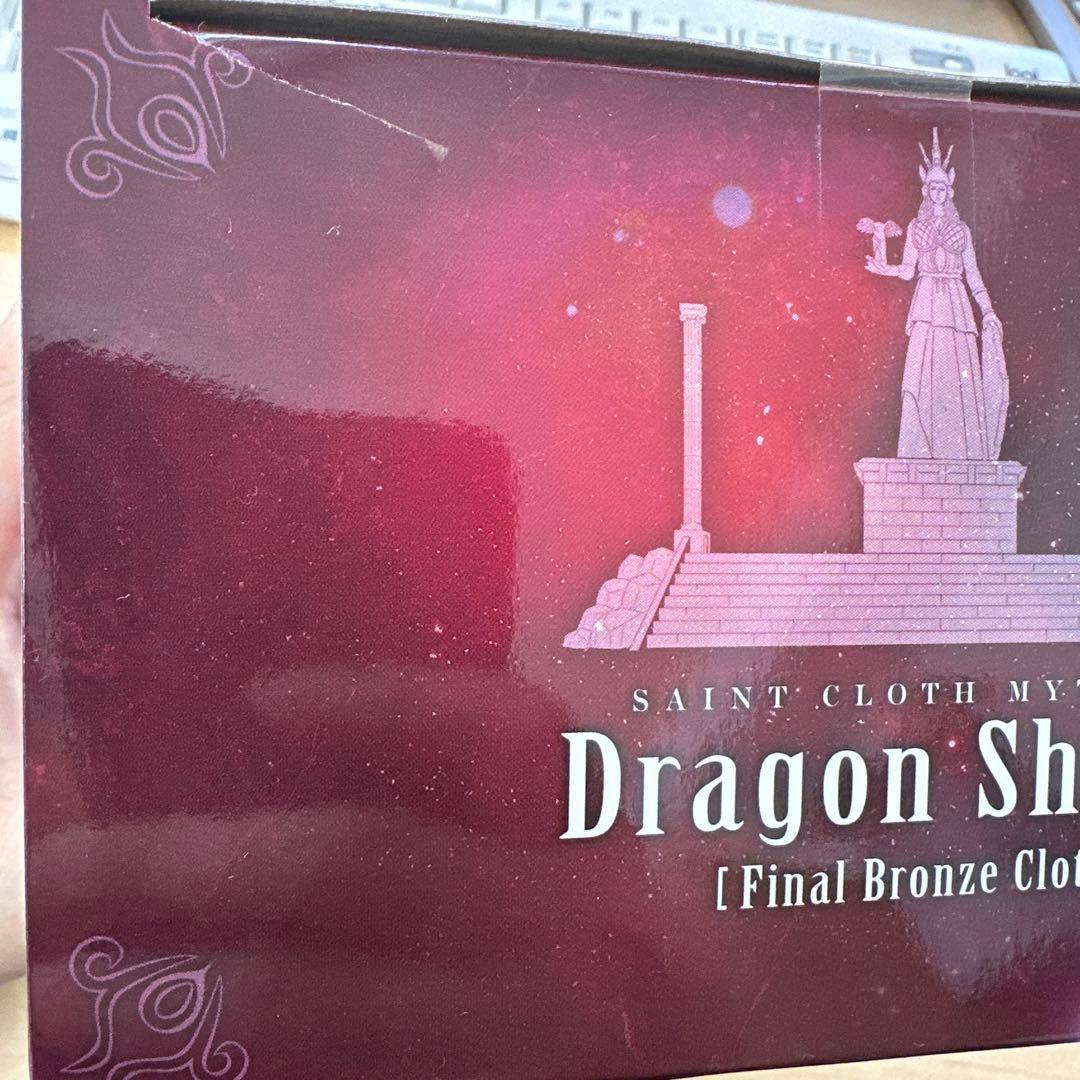 SAINT CLOTH MYT
Dragon Sh
[Final Bronze Clot